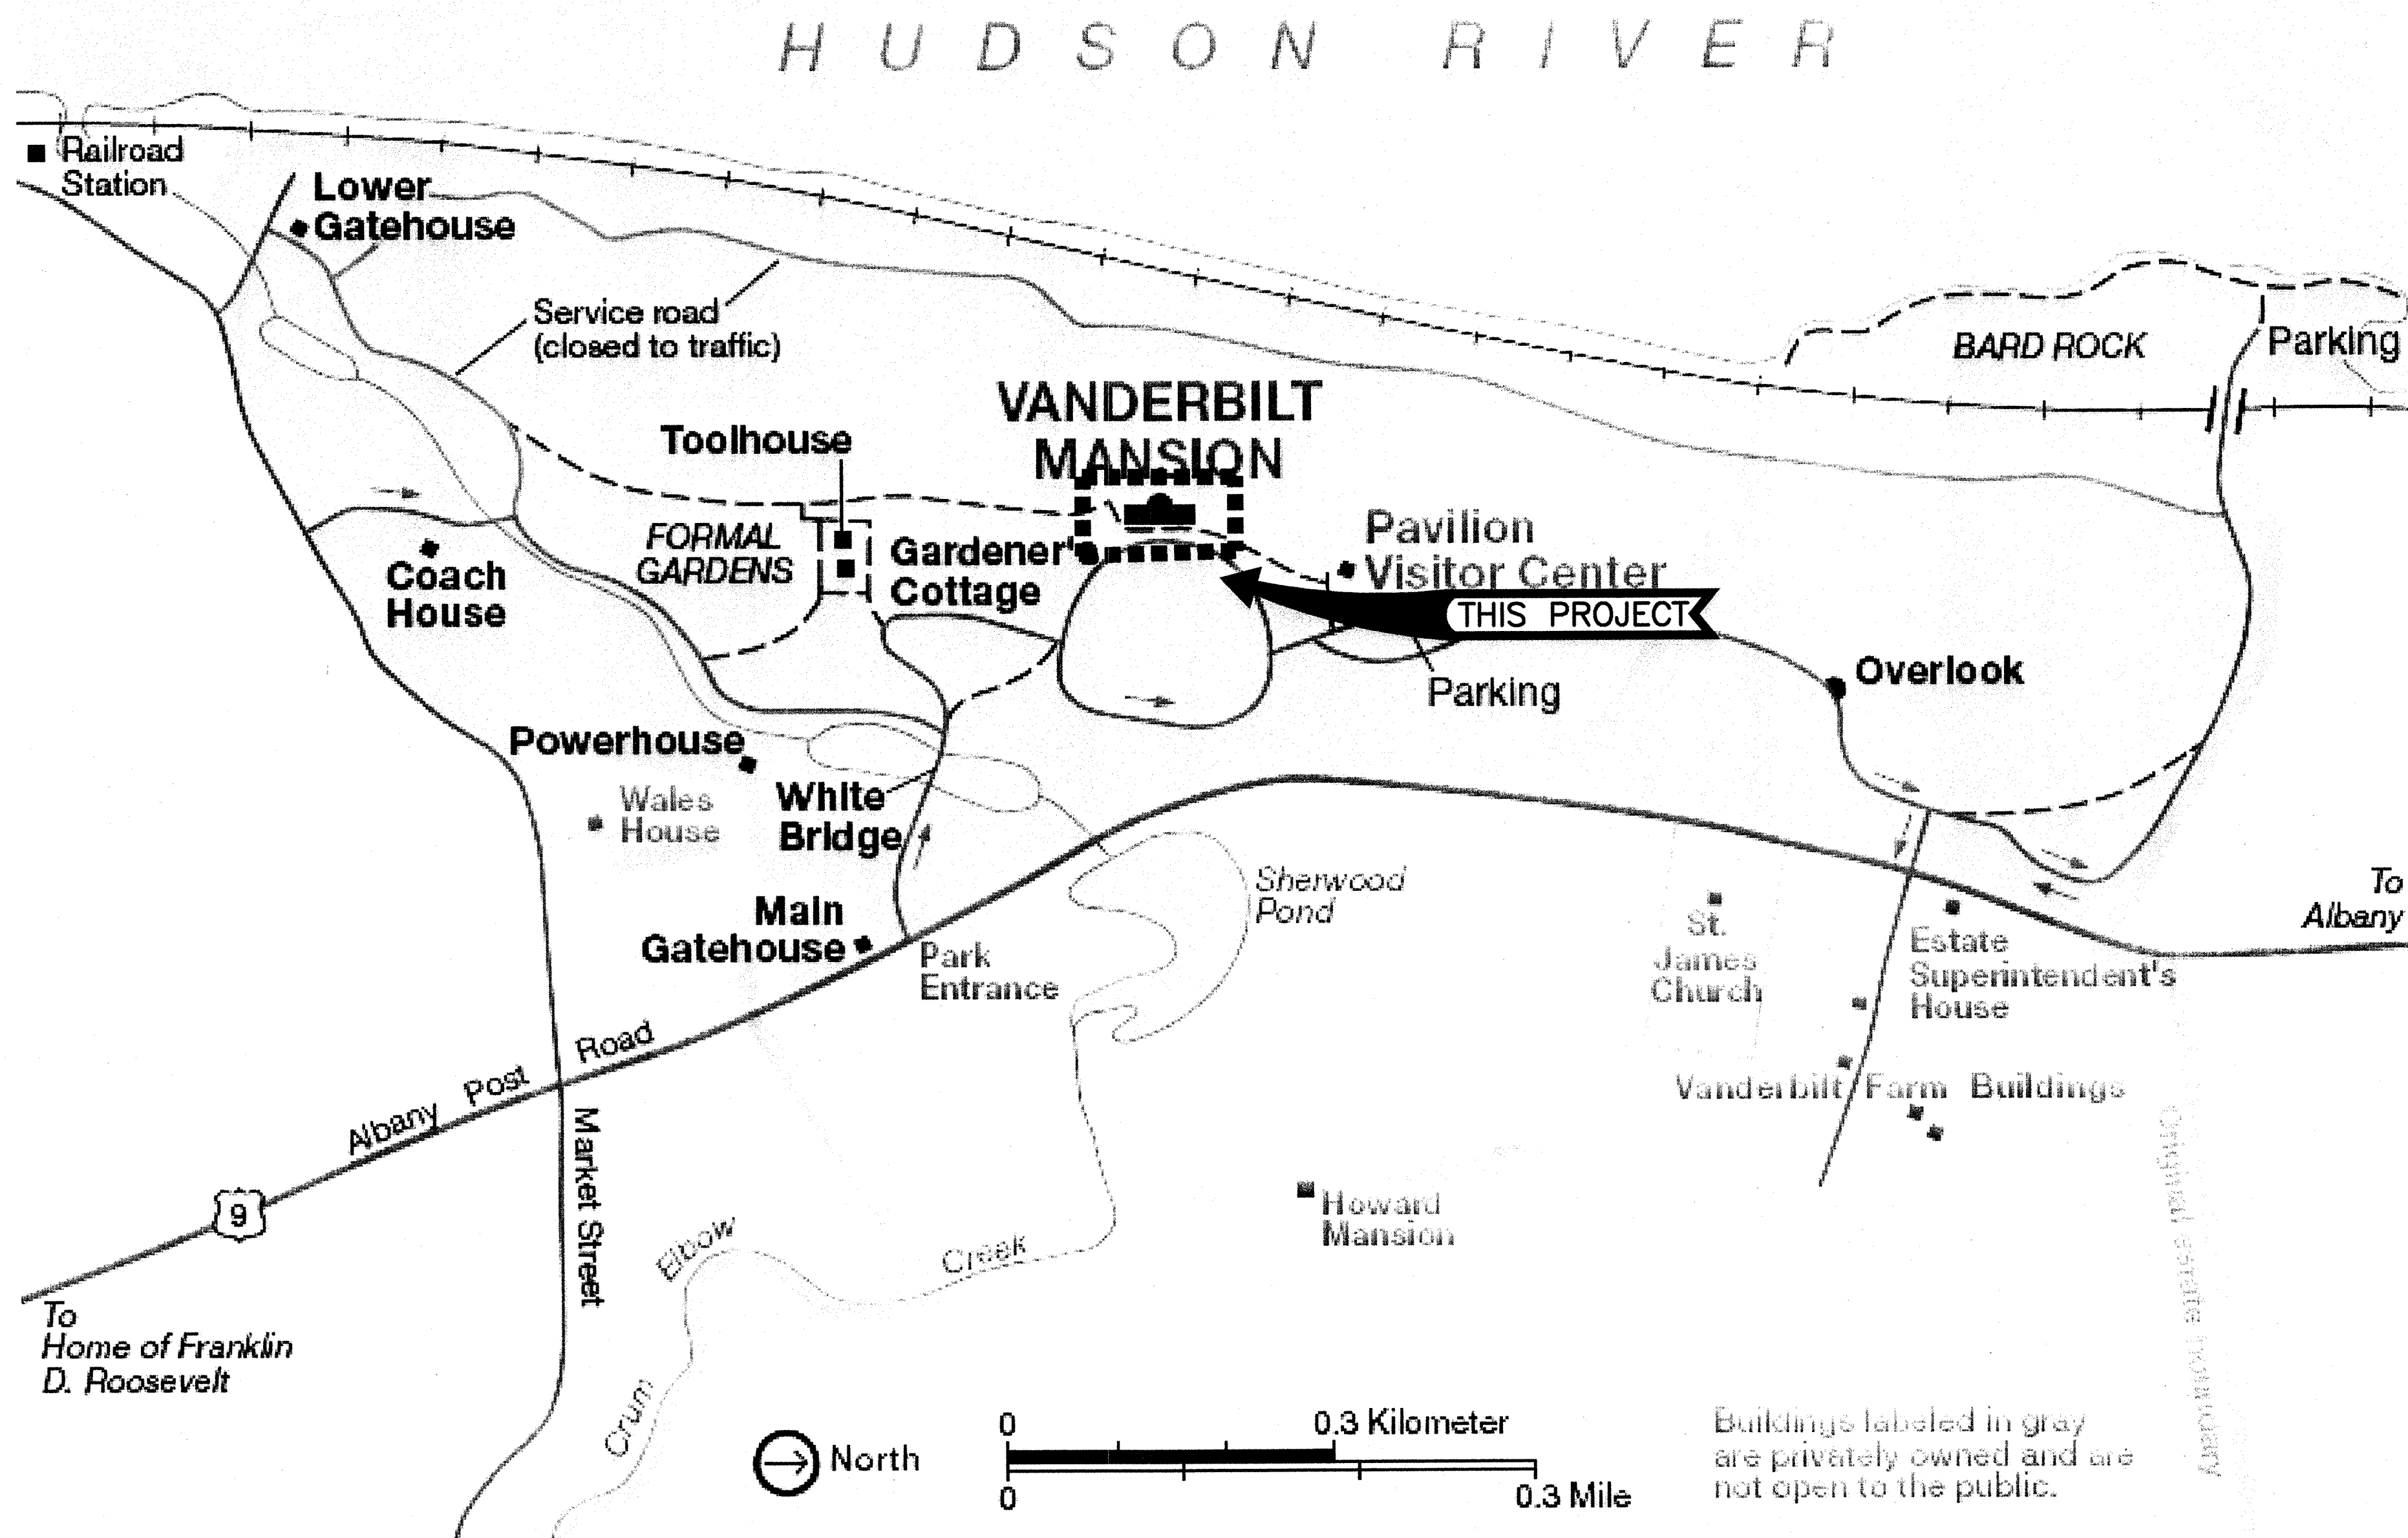 HUDSON RIVER
Railroad
Station
Lower
Gatehouse
Service road
(closed to traffic)
BARD ROCK
Parking
VANDERBILT
MANSION
Toolhouse
FORMAL
GARDENS
Gardener's
Cottage
Pavilion
Visitor Center
THIS PROJECT
Coach
House
Parking
Overlook
Powerhouse
Wales
House
White
Bridge
Main
Gatehouse
Park
Entrance
Sherwood
Pond
St.
James
Church
Estate
Superintendent's
House
To
Albany
Vanderbilt Farm Buildings
Albany Post Road
Market Street
9
To
Home of Franklin
D. Roosevelt
Crum Elbow Creek
Howard
Mansion
Original estate boundary
North
0 0.3 Kilometer
0 0.3 Mile
Buildings labeled in gray
are privately owned and are
not open to the public.